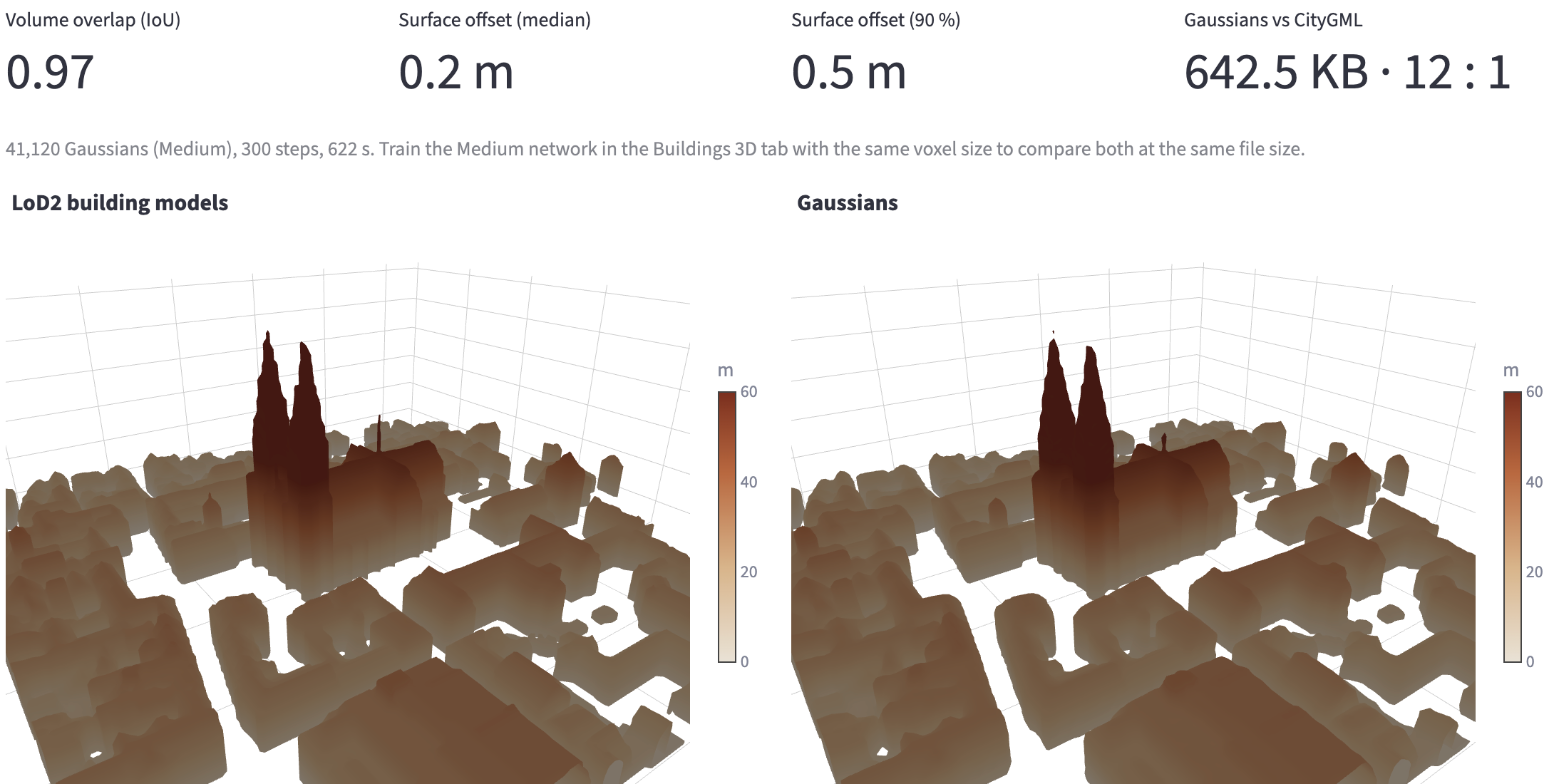 Volume overlap (IoU)
Surface offset (median)
Surface offset (90 %)
Gaussians vs CityGML
0.97
0.2 m
0.5 m
642.5 KB · 12 : 1
41,120 Gaussians (Medium), 300 steps, 622 s. Train the Medium network in the Buildings 3D tab with the same voxel size to compare both at the same file size.
LoD2 building models
Gaussians
m
60
40
20
0
m
60
40
20
0